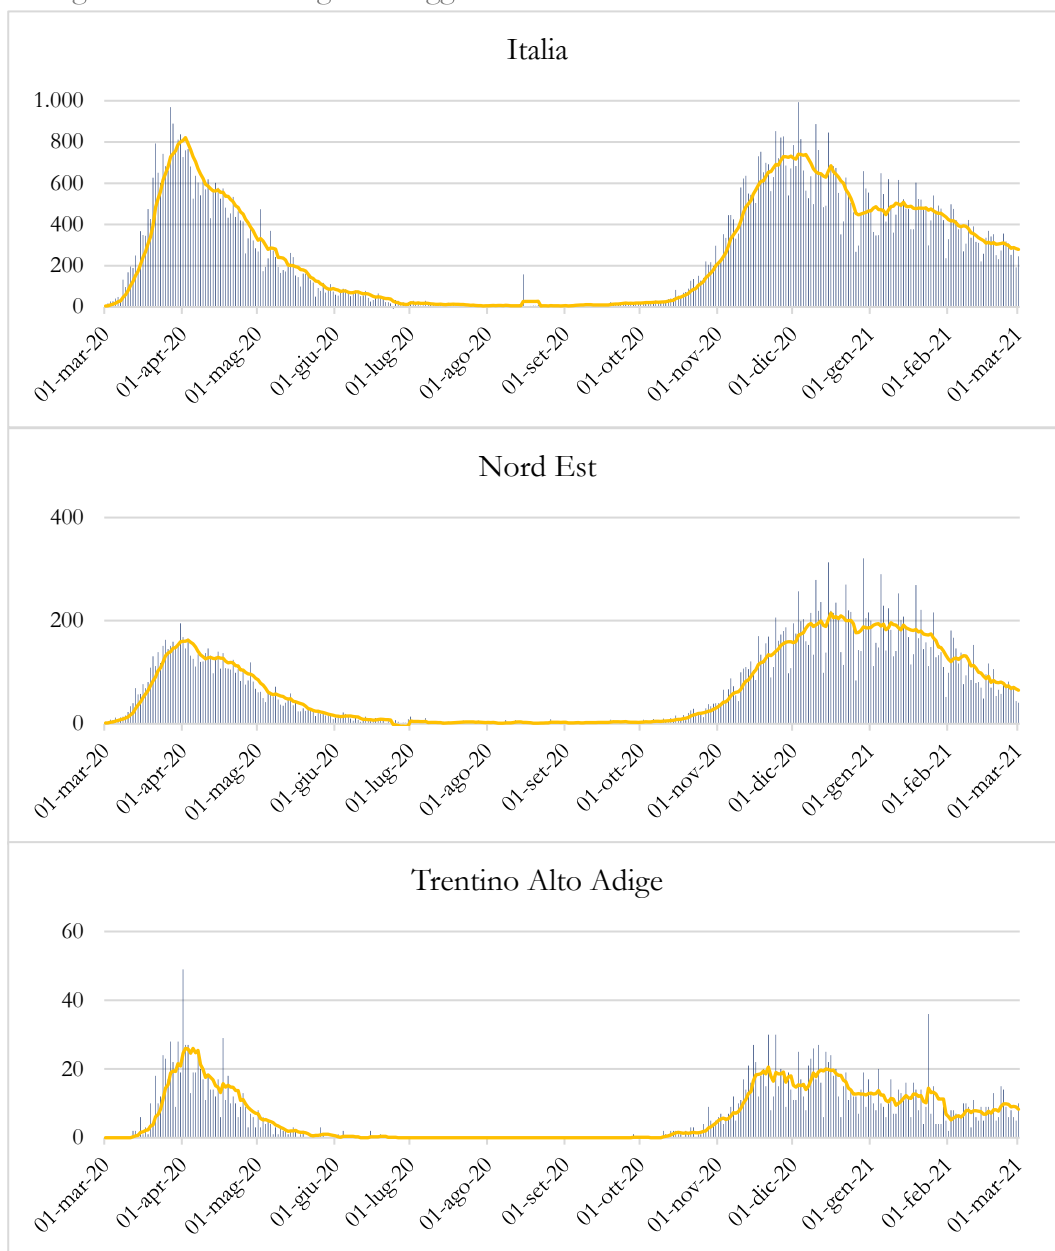 Italia
1.000
800
600
400
200
0
01-mar-20 01-apr-20 01-mag-20 01-giu-20 01-lug-20 01-ago-20 01-set-20 01-ott-20 01-nov-20 01-dic-20 01-gen-21 01-feb-21 01-mar-21
Nord Est
400
200
0
01-mar-20 01-apr-20 01-mag-20 01-giu-20 01-lug-20 01-ago-20 01-set-20 01-ott-20 01-nov-20 01-dic-20 01-gen-21 01-feb-21 01-mar-21
Trentino Alto Adige
60
40
20
0
01-mar-20 01-apr-20 01-mag-20 01-giu-20 01-lug-20 01-ago-20 01-set-20 01-ott-20 01-nov-20 01-dic-20 01-gen-21 01-feb-21 01-mar-21